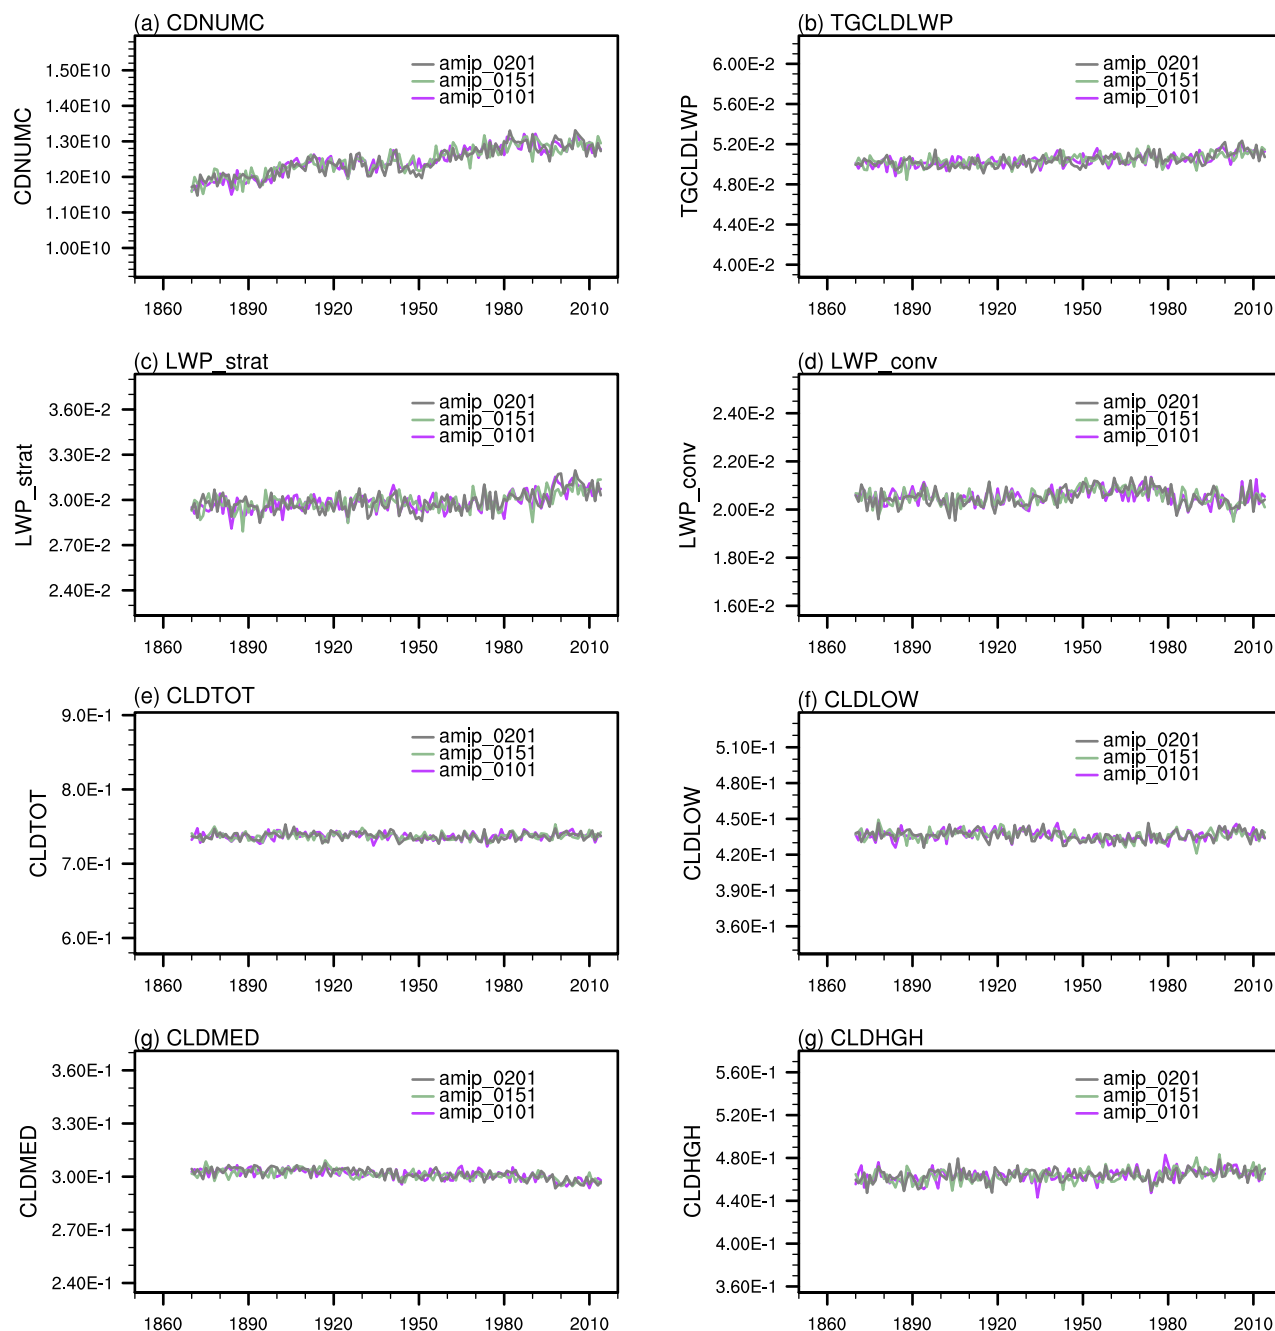 (a) CDNUMC
CDNUMC
1.50E10
1.40E10
1.30E10
1.20E10
1.10E10
1.00E10
amip_0201
amip_0151
amip_0101
1860 1890 1920 1950 1980 2010
(b) TGCLDLWP
TGCLDLWP
6.00E-2
5.60E-2
5.20E-2
4.80E-2
4.40E-2
4.00E-2
amip_0201
amip_0151
amip_0101
1860 1890 1920 1950 1980 2010
(c) LWP_strat
LWP_strat
3.60E-2
3.30E-2
3.00E-2
2.70E-2
2.40E-2
amip_0201
amip_0151
amip_0101
1860 1890 1920 1950 1980 2010
(d) LWP_conv
LWP_conv
2.40E-2
2.20E-2
2.00E-2
1.80E-2
1.60E-2
amip_0201
amip_0151
amip_0101
1860 1890 1920 1950 1980 2010
(e) CLDTOT
CLDTOT
9.0E-1
8.0E-1
7.0E-1
6.0E-1
amip_0201
amip_0151
amip_0101
1860 1890 1920 1950 1980 2010
(f) CLDLOW
CLDLOW
5.10E-1
4.80E-1
4.50E-1
4.20E-1
3.90E-1
3.60E-1
amip_0201
amip_0151
amip_0101
1860 1890 1920 1950 1980 2010
(g) CLDMED
CLDMED
3.60E-1
3.30E-1
3.00E-1
2.70E-1
2.40E-1
amip_0201
amip_0151
amip_0101
1860 1890 1920 1950 1980 2010
(g) CLDHGH
CLDHGH
5.60E-1
5.20E-1
4.80E-1
4.40E-1
4.00E-1
3.60E-1
amip_0201
amip_0151
amip_0101
1860 1890 1920 1950 1980 2010